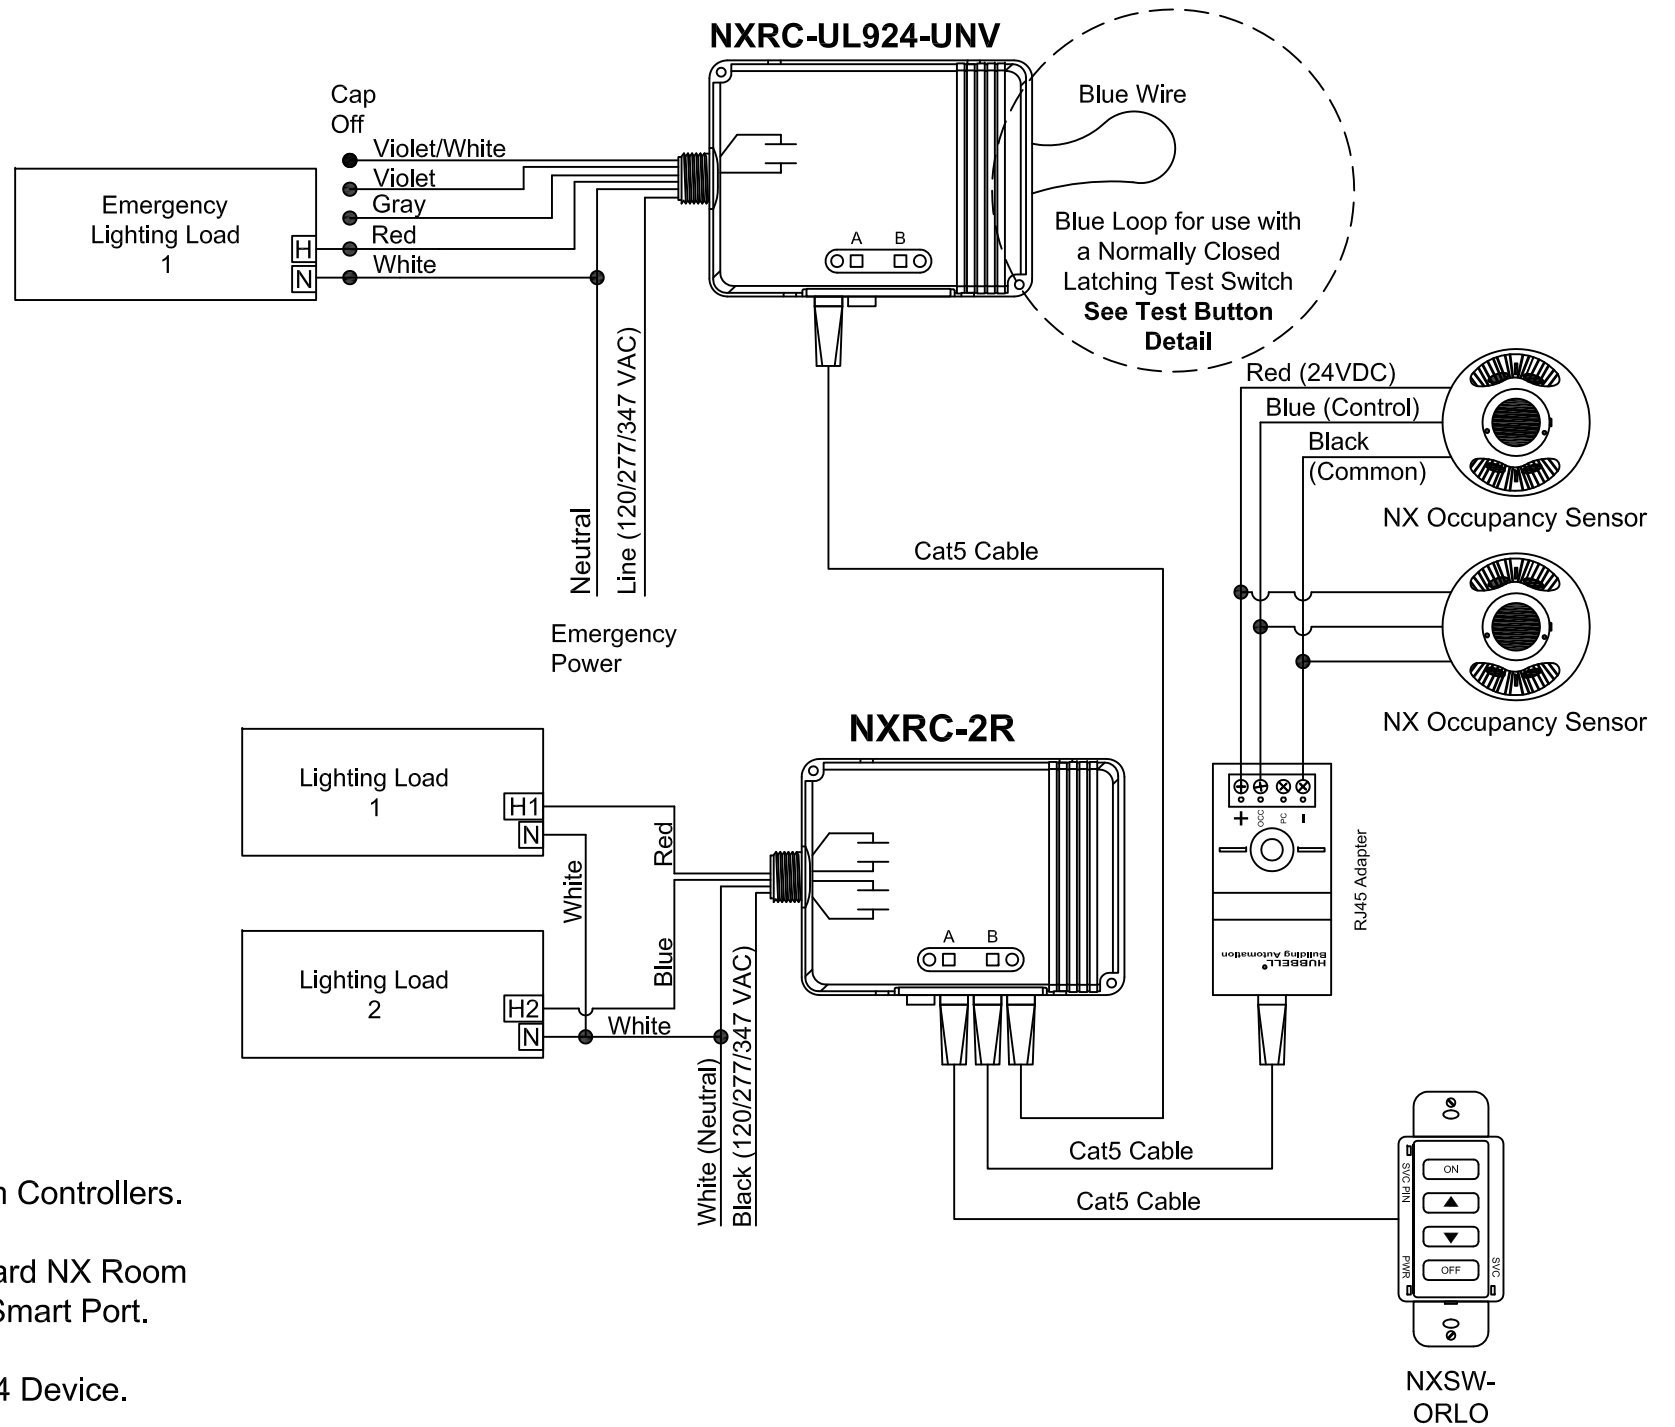 NXRC-UL924-UNV
Cap
Off
Violet/White
Violet
Gray
Red
White
Emergency
Lighting Load
1
H
N
A B
Blue Wire
Blue Loop for use with
a Normally Closed
Latching Test Switch
See Test Button
Detail
Neutral
Line (120/277/347 VAC)
Emergency
Power
Cat5 Cable
Red (24VDC)
Blue (Control)
Black
(Common)
NX Occupancy Sensor
NX Occupancy Sensor
NXRC-2R
Lighting Load
1
H1
N
Red
White
Lighting Load
2
H2
N
Blue
White
White (Neutral)
Black (120/277/347 VAC)
A B
+ OCC PC -
RJ45 Adapter
HUBBELL
Building Automation
Cat5 Cable
Cat5 Cable
SVC PIN
ON
OFF
PWR
SVC
NXSW-
ORLO
n Controllers.
ard NX Room
Smart Port.
4 Device.